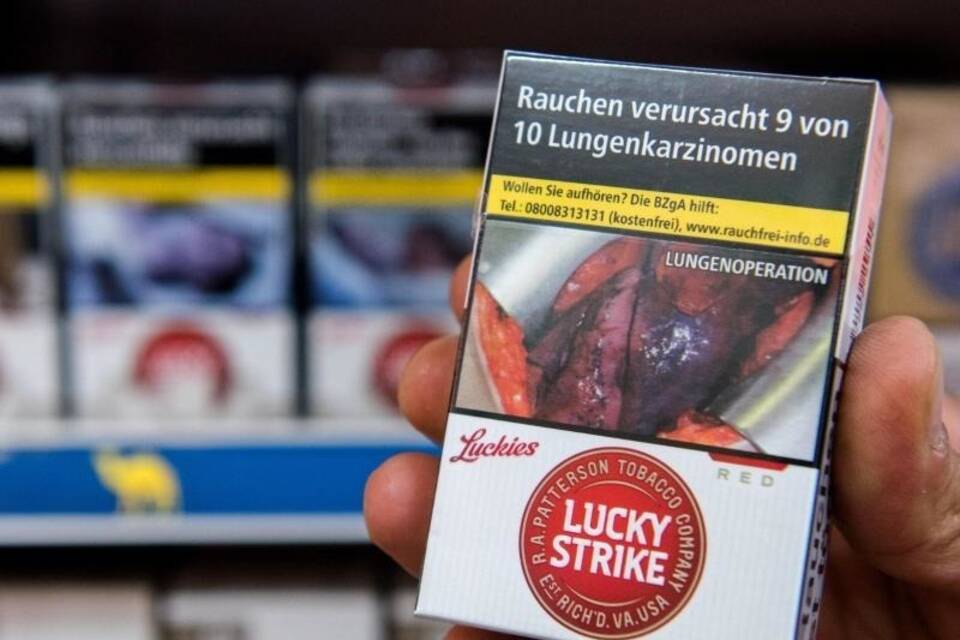 Rauchen verursacht 9 von
10 Lungenkarzinomen
Wollen Sie aufhören? Die BZgA hilft:
Tel.: 08008313131 (kostenfrei), www.rauchfrei-info.de
LUNGENOPERATION
Luckies
RED
R.A. PATTERSON TOBACCO COMPANY
LUCKY
STRIKE
EST RICH'D. VA. USA